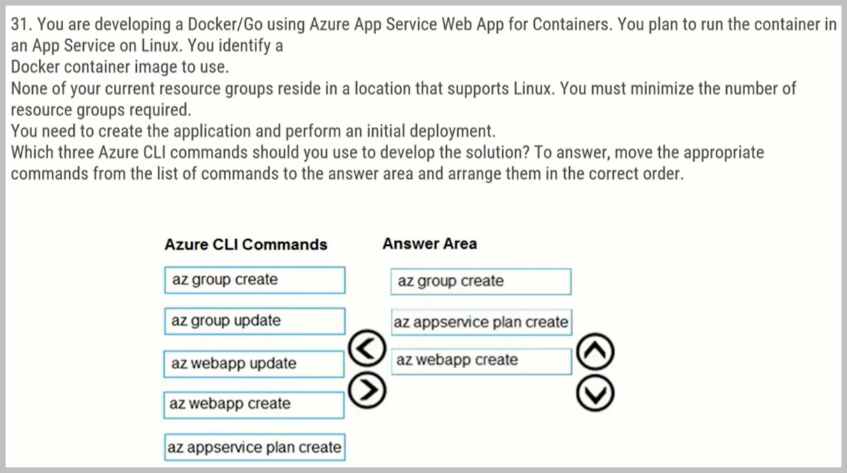 31. You are developing a Docker/Go using Azure App Service Web App for Containers. You plan to run the container in
an App Service on Linux. You identify a
Docker container image to use.
None of your current resource groups reside in a location that supports Linux. You must minimize the number of
resource groups required.
You need to create the application and perform an initial deployment.
Which three Azure CLI commands should you use to develop the solution? To answer, move the appropriate
commands from the list of commands to the answer area and arrange them in the correct order.
Azure CLI Commands
az group create
az group update
az webapp update
az webapp create
az appservice plan create
Answer Area
az group create
az appservice plan create
az webapp create